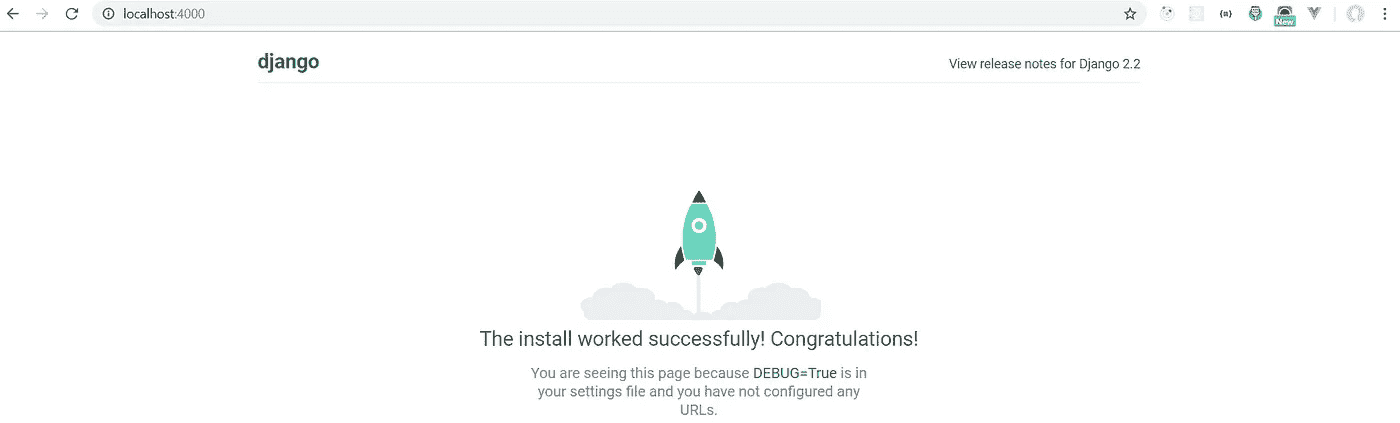 localhost:4000
New
django
View release notes for Django 2.2
The install worked successfully! Congratulations!
You are seeing this page because DEBUG=True is in
your settings file and you have not configured any
URLs.